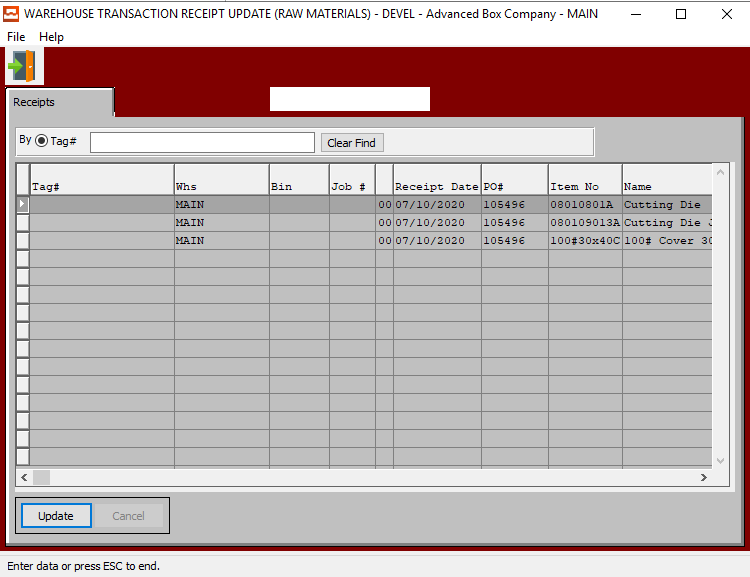 WAREHOUSE TRANSACTION RECEIPT UPDATE (RAW MATERIALS) - DEVEL - Advanced Box Company - MAIN
File Help
Receipts
By Tag# Clear Find
Tag# Whs Bin Job # Receipt Date PO# Item No Name
MAIN 00 07/10/2020 105496 08010801A Cutting Die
MAIN 00 07/10/2020 105496 080109013A Cutting Die J
MAIN 00 07/10/2020 105496 100#30x40C 100# Cover 30
Update Cancel
Enter data or press ESC to end.